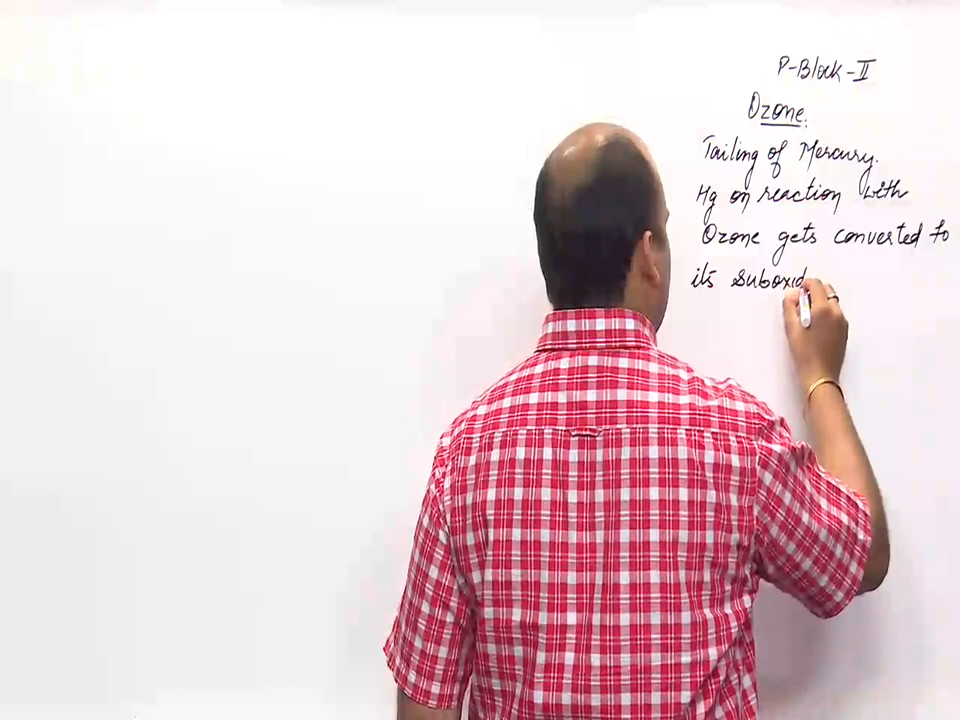 P-Block-II
Ozone:
Tailing of Mercury.
Hg on reaction with
Ozone gets converted to
its suboxid